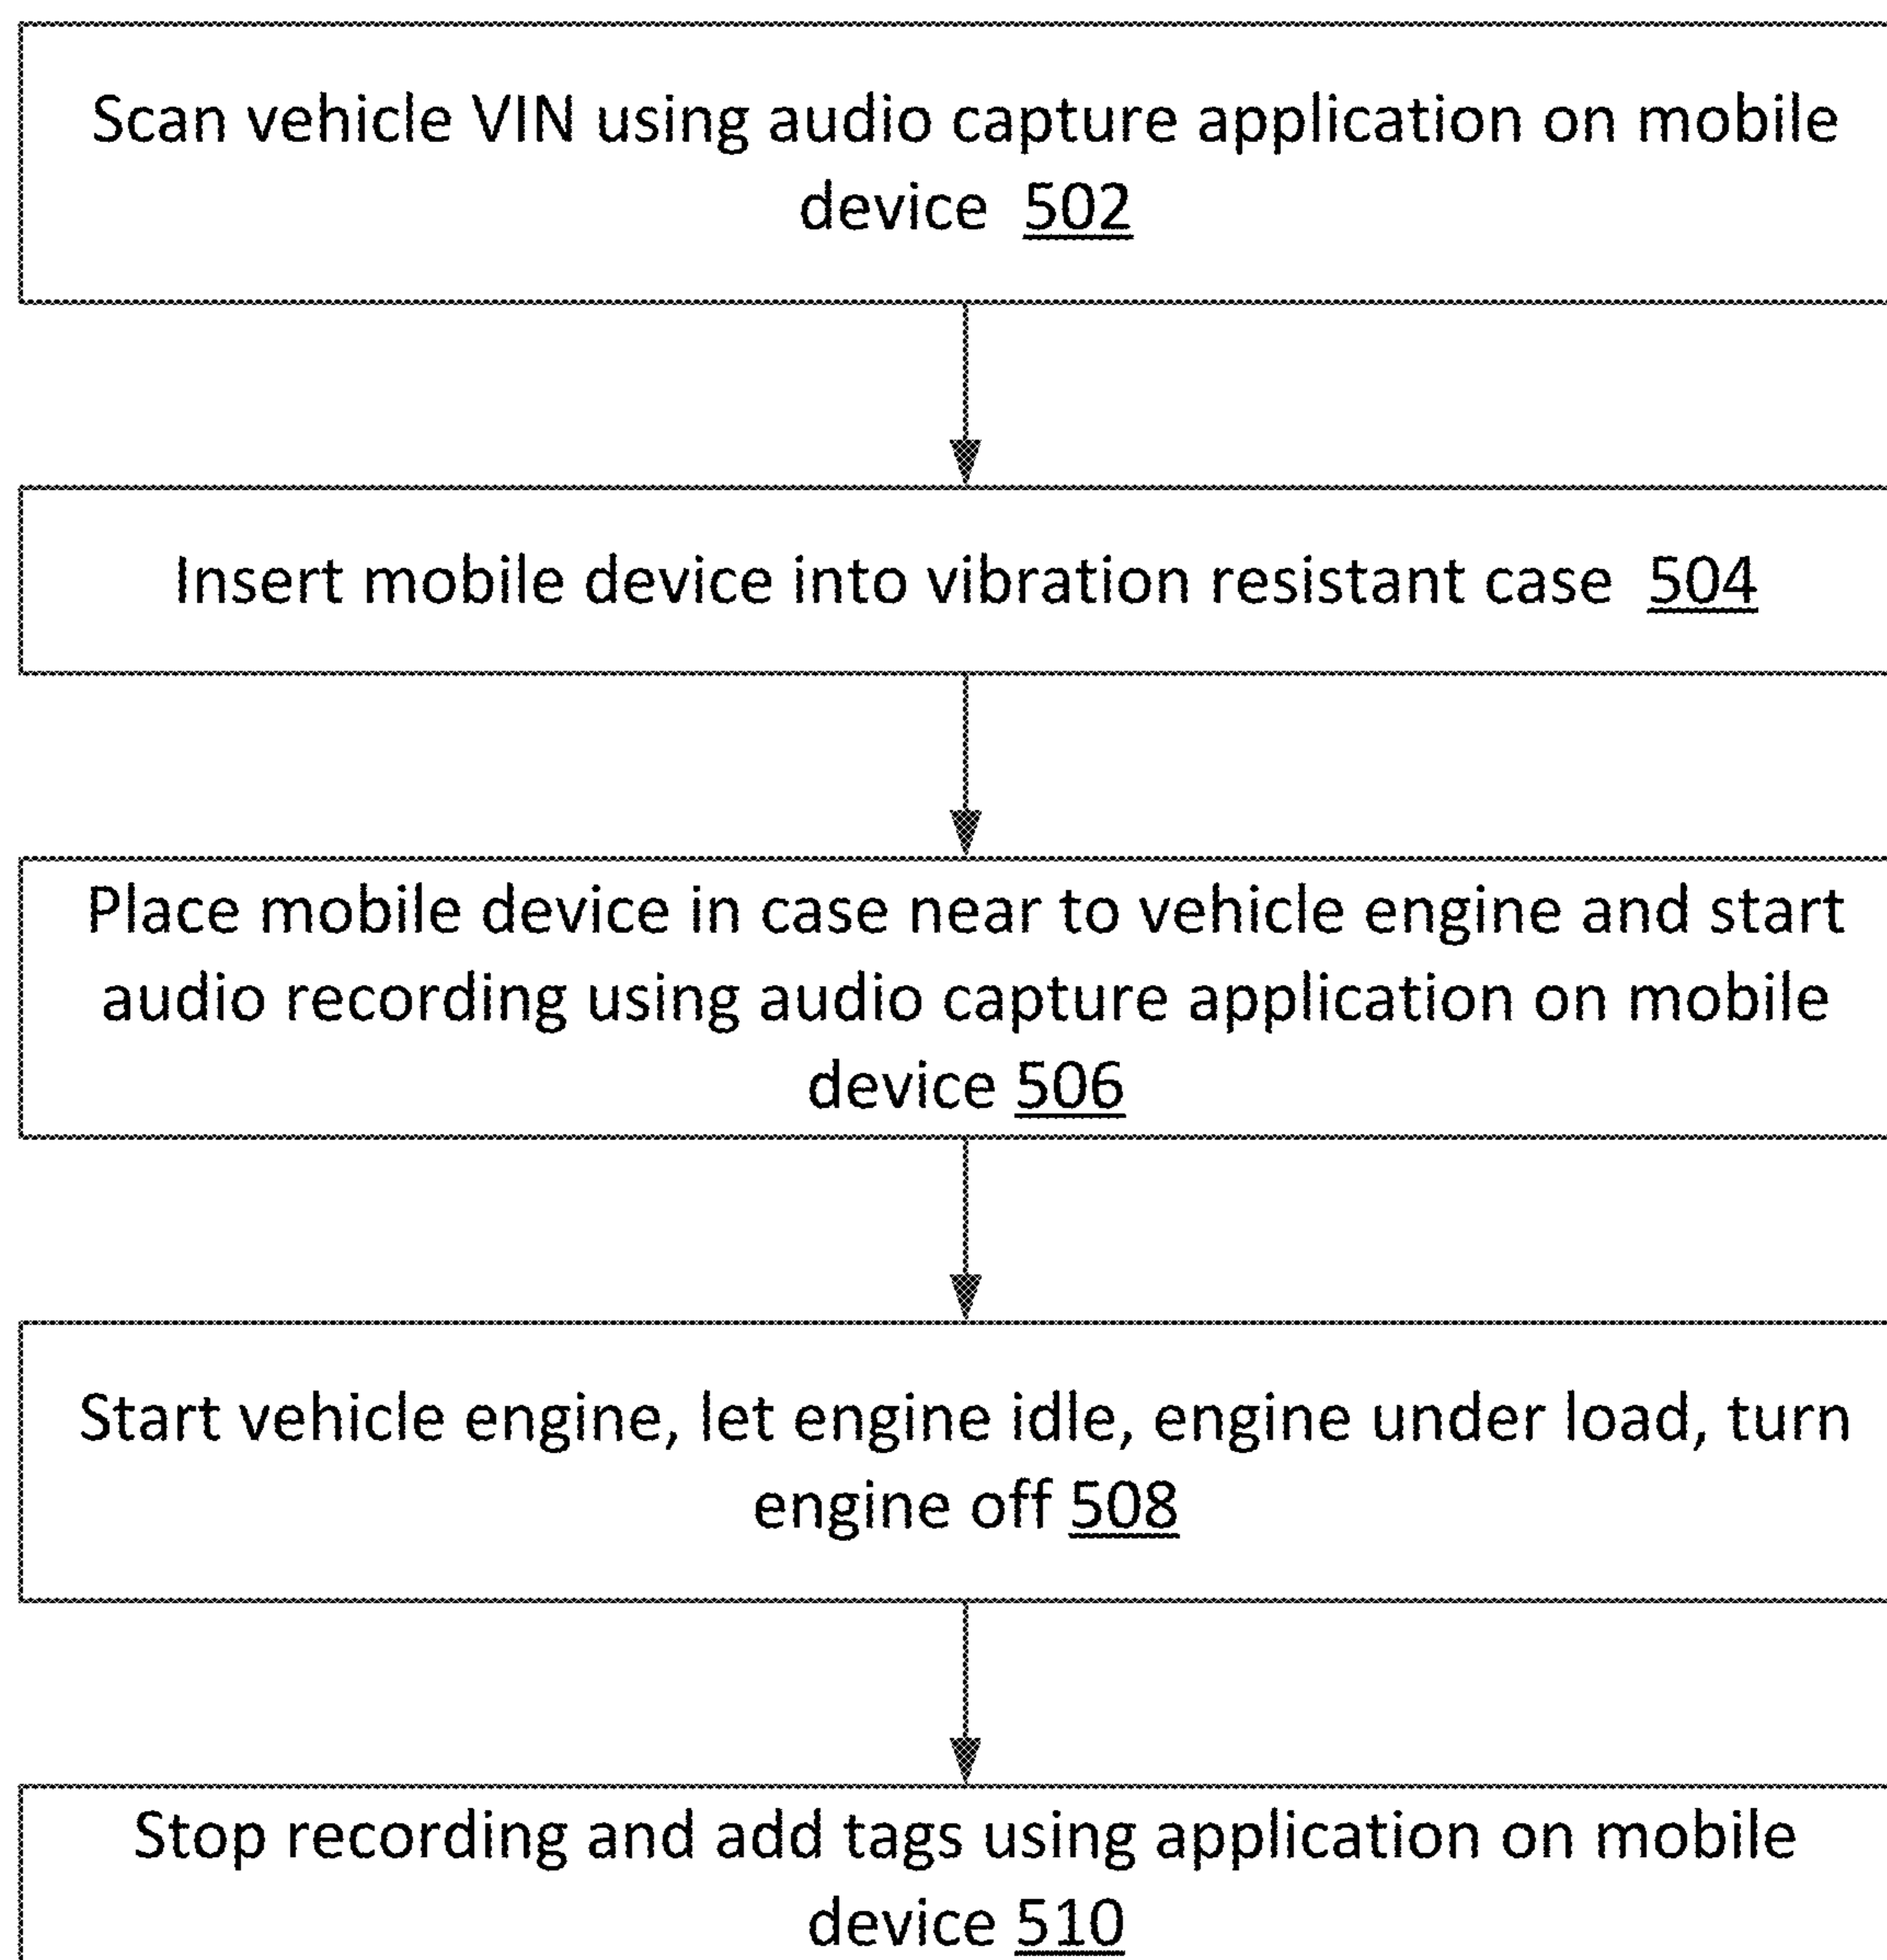 Scan vehicle VIN using audio capture application on mobile
device 502
Insert mobile device into vibration resistant case 504
Place mobile device in case near to vehicle engine and start
audio recording using audio capture application on mobile
device 506
Start vehicle engine, let engine idle, engine under load, turn
engine off 508
Stop recording and add tags using application on mobile
device 510